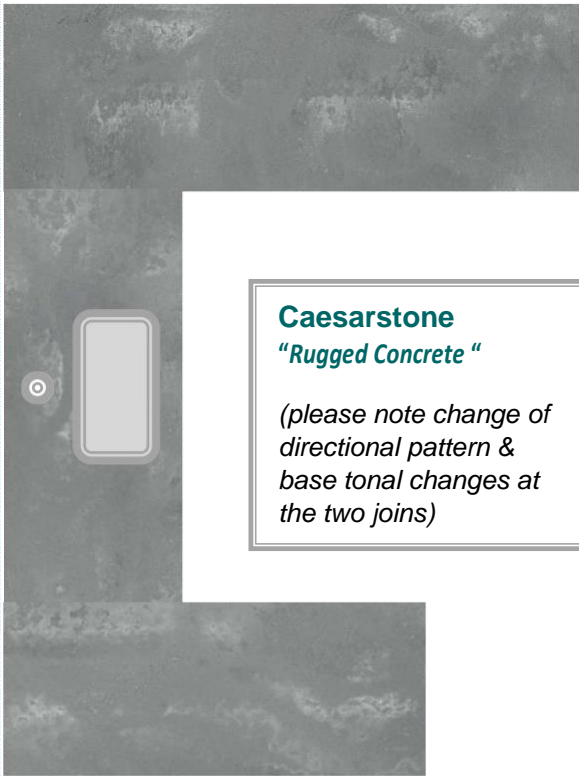 Caesarstone
“Rugged Concrete “
(please note change of
directional pattern &
base tonal changes at
the two joins)